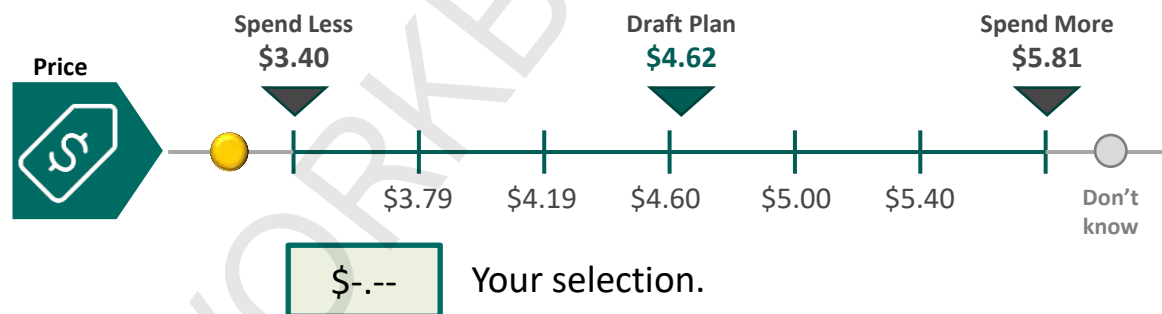 Spend Less
Draft Plan
Spend More
Price
$3.40
$4.62
$5.81
$
$3.79
$4.19
$4.60
$5.00
$5.40
Don't
know
$-.--
Your selection.